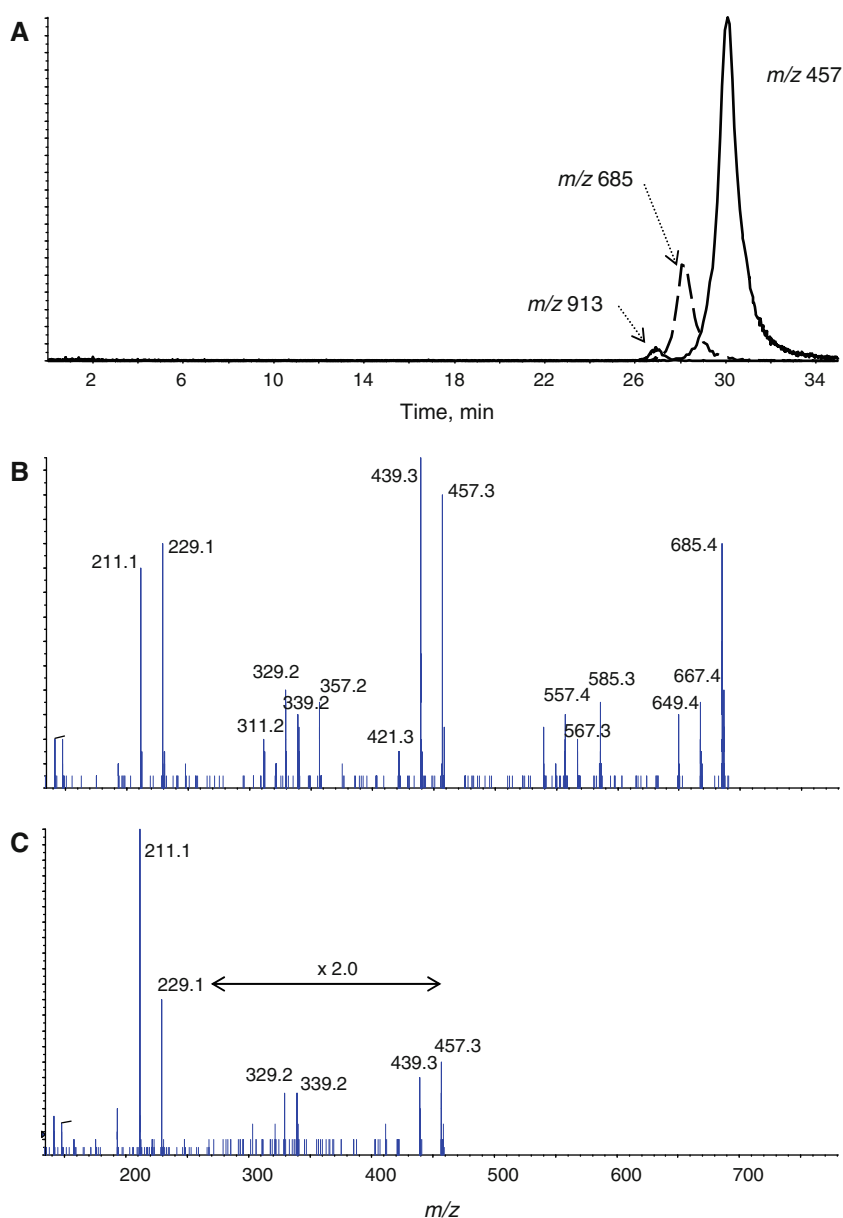 A
m/z 457
m/z 685
m/z 913
2 6 10 14 18 22 26 30 34
Time, min
B
439.3
457.3
685.4
211.1
229.1
329.2
357.2
339.2
311.2
421.3
557.4
585.3
567.3
649.4
667.4
C
211.1
x 2.0
229.1
329.2
339.2
439.3
457.3
200 300 400 500 600 700
m/z